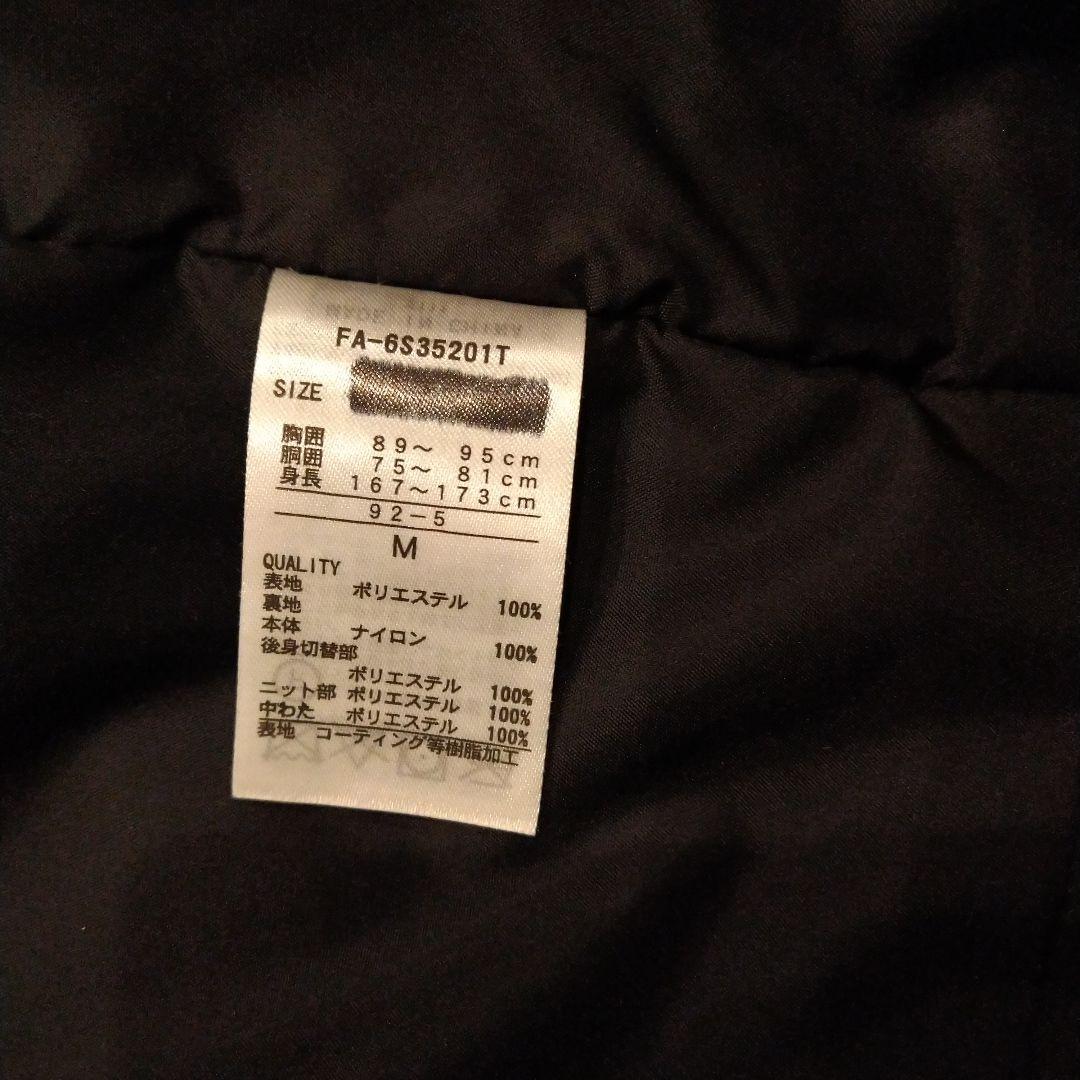 MADE IN CHINA
FA-6S35201T
SIZE
胸囲 89～ 95cm
胴囲 75～ 81cm
身長 167～173cm
92-5
M
QUALITY
表地 ポリエステル 100%
裏地
本体 ナイロン 100%
後身切替部
ポリエステル 100%
ニット部 ポリエステル 100%
中わた ポリエステル 100%
表地 コーティング等樹脂加工